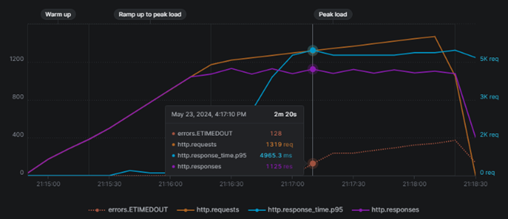 Warm up
Ramp up to peak load
Peak load
1200
800
400
0
5K req
3K req
2K req
0 req
May 23, 2024, 4:17:10 PM 2m 20s
errors.ETIMEDOUT 128
http.requests 1319 req
http.response_time.p95 4965.3 ms
http.responses 1125 req
21:15:00 21:15:30 21:16:00 21:16:30 21:17:00 21:17:30 21:18:00 21:18:30
errors.ETIMEDOUT http.requests http.response_time.p95 http.responses